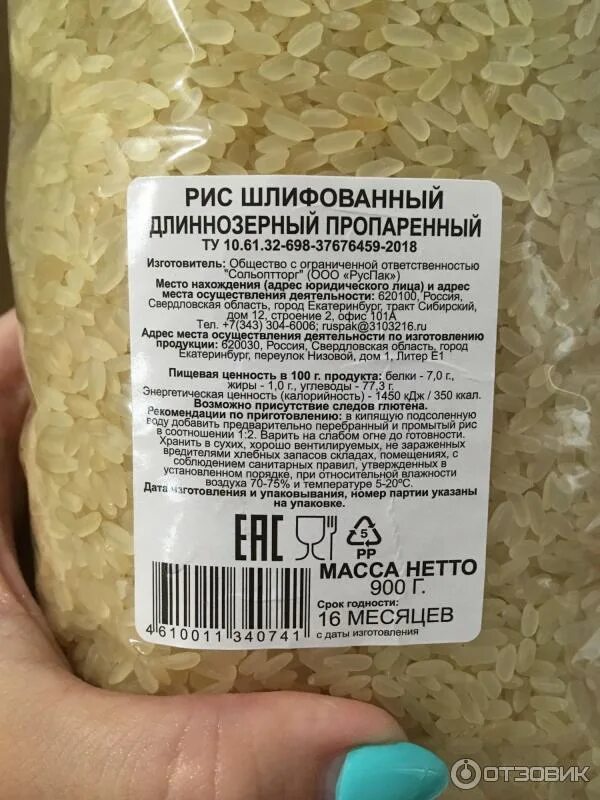 РИС ШЛИФОВАННЫЙ
ДЛИННОЗЕРНЫЙ ПРОПАРЕННЫЙ
ТУ 10.61.32-698-37676459-2018
Изготовитель: Общество с ограниченной ответственностью
"Сольоптторг" (ООО «РусПак»)
Место нахождения (адрес юридического лица) и адрес
места осуществления деятельности: 620100, Россия,
Свердловская область, город Екатеринбург, тракт Сибирский,
дом 12, строение 2, офис 101А
Тел. +7(343) 304-6006; ruspak@3103216.ru
Адрес места осуществления деятельности по изготовлению
продукции: 620030, Россия, Свердловская область, город
Екатеринбург, переулок Низовой, дом 1, Литер Е1
Пищевая ценность в 100 г. продукта: белки - 7,0 г.,
жиры - 1,0 г., углеводы - 77,3 г.
Энергетическая ценность (калорийность) - 1450 кДж / 350 ккал.
Возможно присутствие следов глютена.
Рекомендации по приготовлению: в кипящую подсоленную
воду добавить предварительно перебранный и промытый рис
в соотношении 1:2. Варить на слабом огне до готовности.
Хранить в сухих, хорошо вентилируемых, не зараженных
вредителями хлебных запасов складах, помещениях, с
соблюдением санитарных правил, утвержденных в
установленном порядке, при относительной влажности
воздуха 70-75% и температуре 5-20°С.
Дата изготовления и упаковывания, номер партии указаны
на упаковке.
ЕАС 5 PP
МАССА НЕТТО
900 Г.
Срок годности:
16 МЕСЯЦЕВ
с даты изготовления
4 610011 340741
ОТЗОВИК